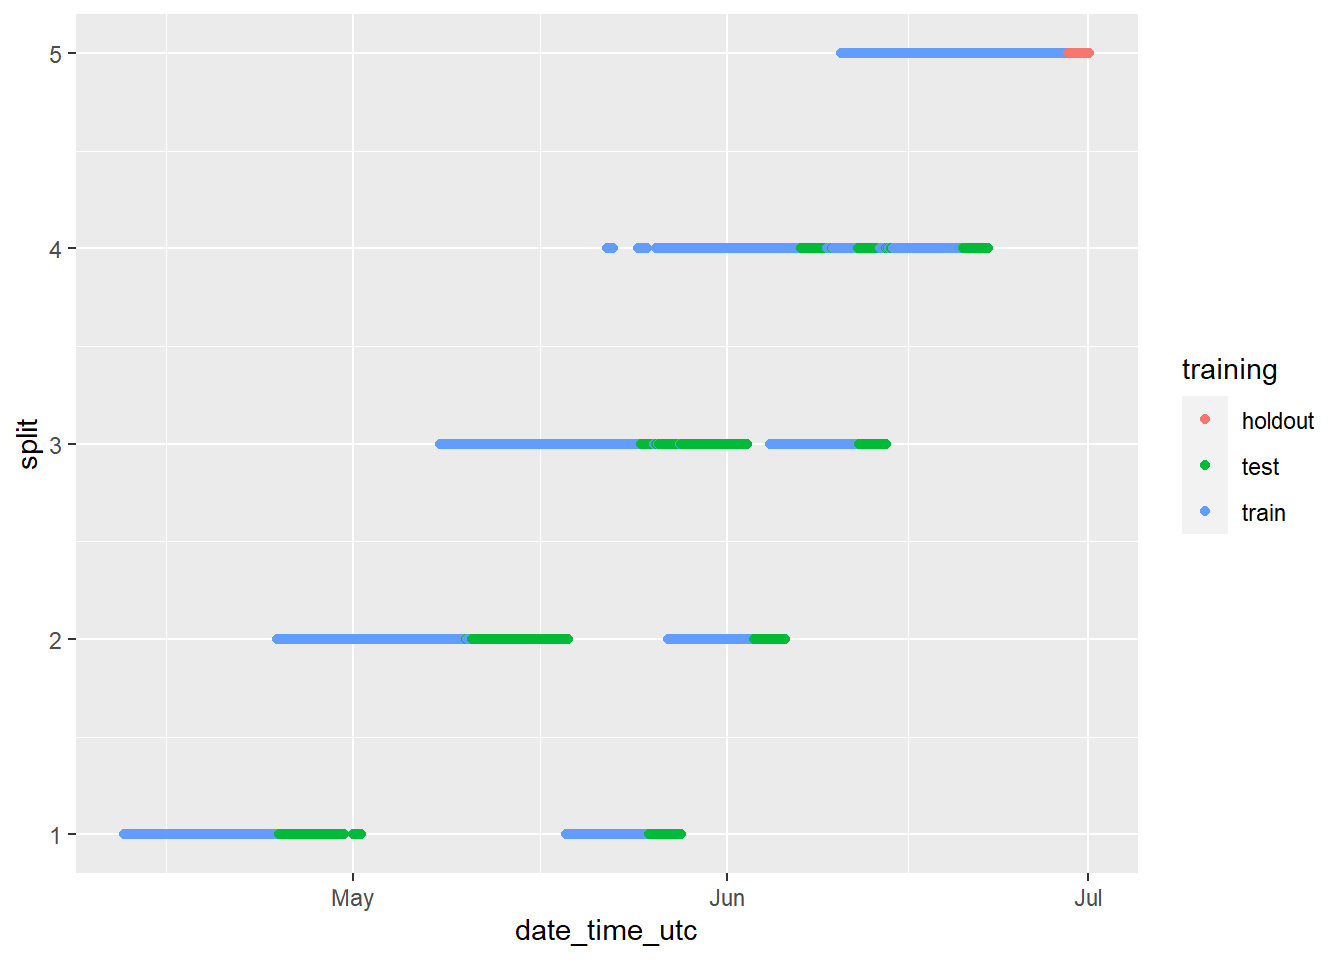 5
4
3
2
1
split
May
Jun
Jul
date_time_utc
training
holdout
test
train